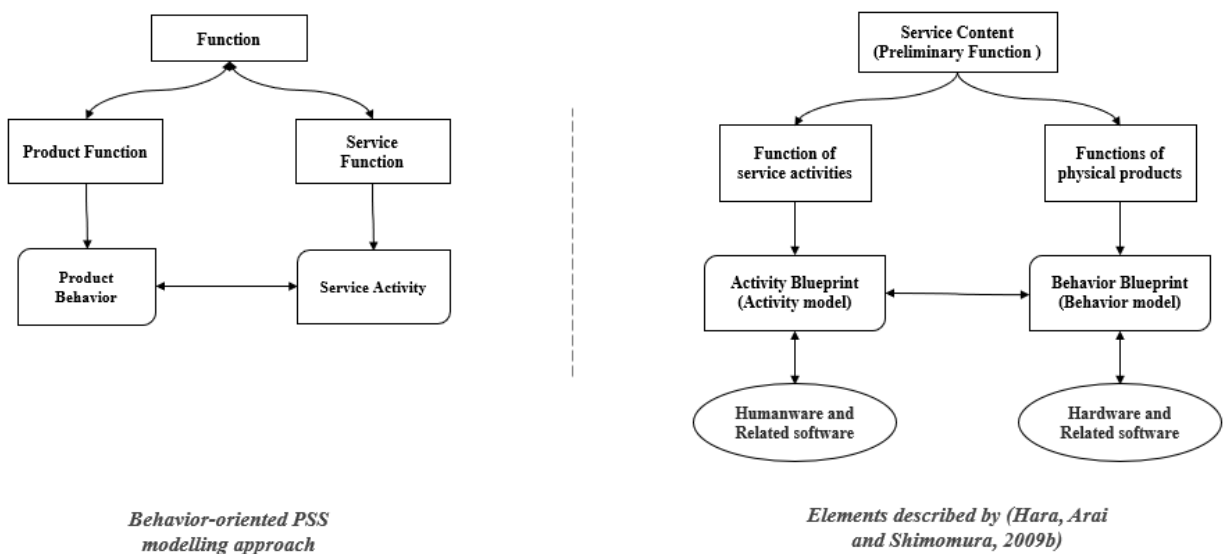 Function
Product Function
Service
Function
Product
Behavior
Service Activity
Behavior-oriented PSS
modelling approach
Service Content
(Preliminary Function )
Function of
service activities
Functions of
physical products
Activity Blueprint
(Activity model)
Behavior Blueprint
(Behavior model)
Humanware and
Related software
Hardware and
Related software
Elements described by (Hara, Arai
and Shimomura, 2009b)